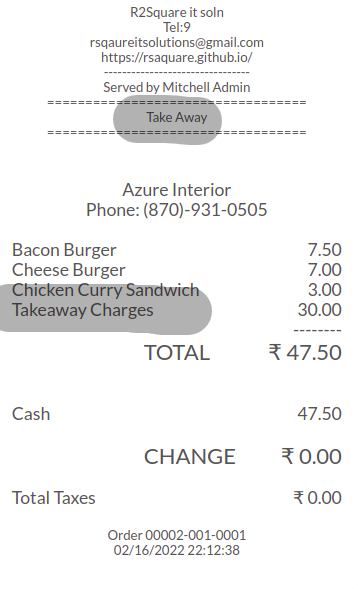 R2Square it soln
Tel:9
rsqaureitsolutions@gmail.com
https://rsaquare.github.io/
--------------------------------
Served by Mitchell Admin
==================================
Take Away
==================================
Azure Interior
Phone: (870)-931-0505
Bacon Burger 7.50
Cheese Burger 7.00
Chicken Curry Sandwich 3.00
Takeaway Charges 30.00
--------
TOTAL ₹ 47.50
Cash 47.50
CHANGE ₹ 0.00
Total Taxes ₹ 0.00
Order 00002-001-0001
02/16/2022 22:12:38